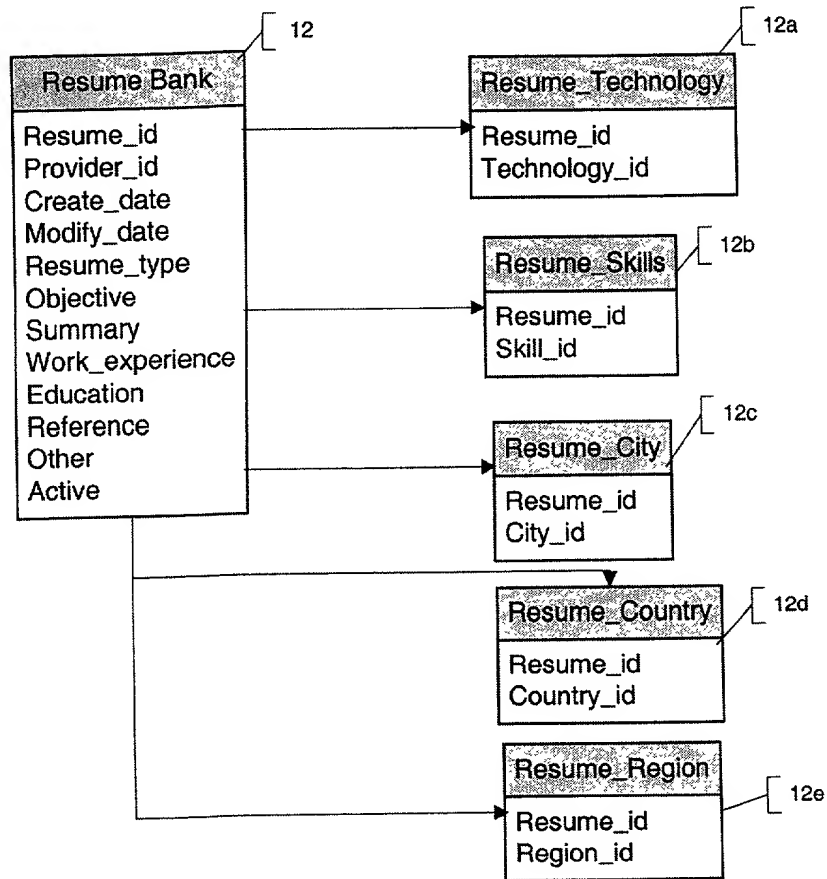 12
Resume Bank
Resume_id
Provider_id
Create_date
Modify_date
Resume_type
Objective
Summary
Work_experience
Education
Reference
Other
Active
12a
Resume_Technology
Resume_id
Technology_id
12b
Resume_Skills
Resume_id
Skill_id
12c
Resume_City
Resume_id
City_id
12d
Resume_Country
Resume_id
Country_id
12e
Resume_Region
Resume_id
Region_id